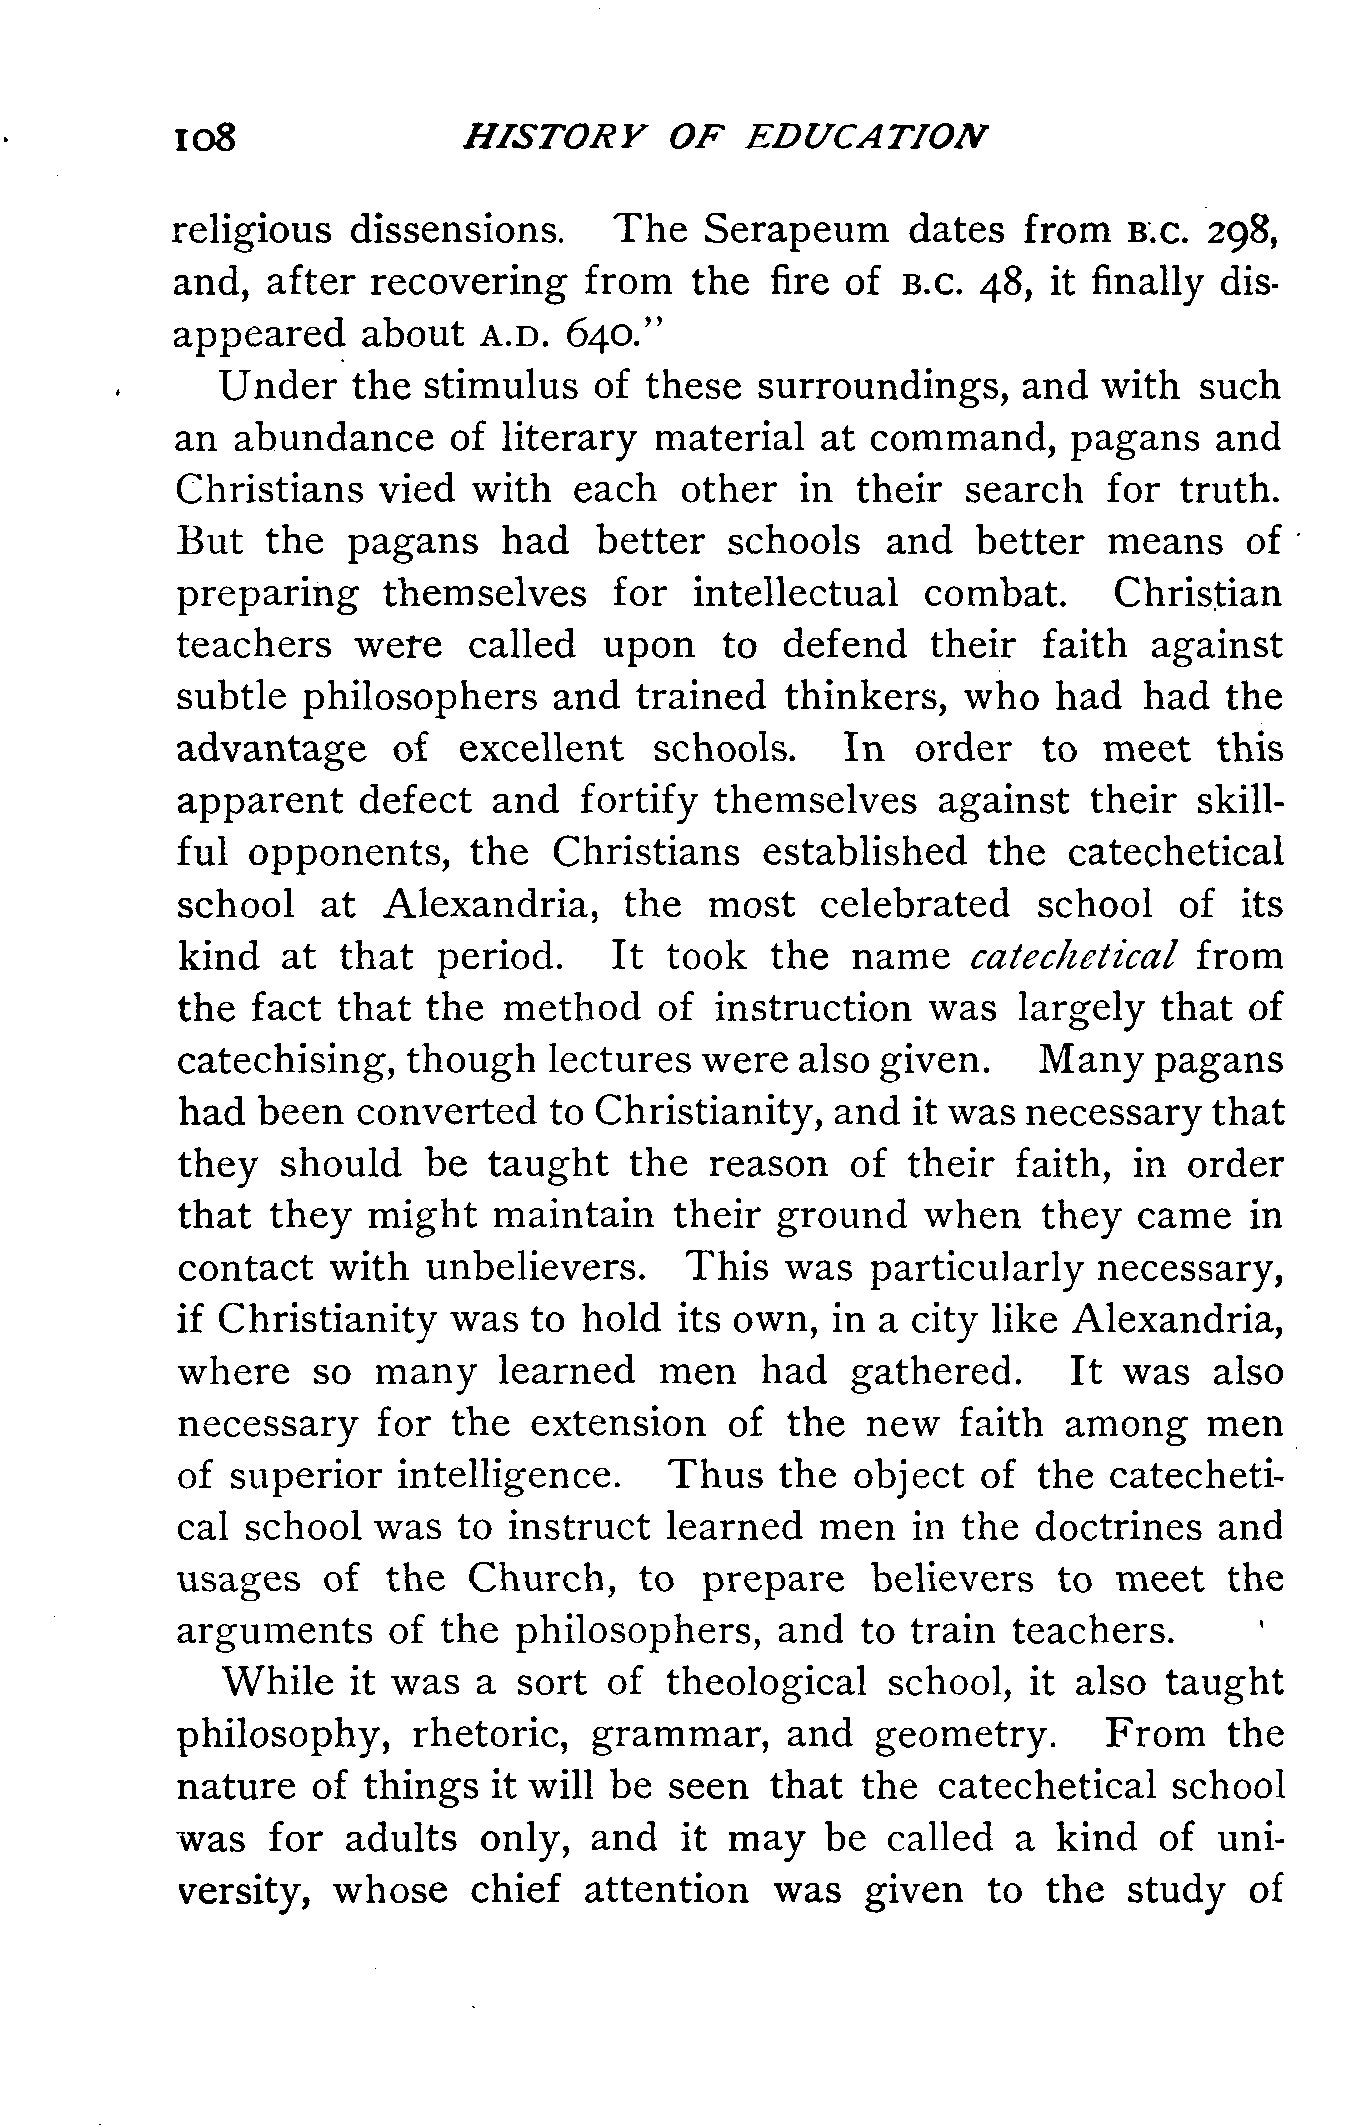 108 HISTORY OF EDUCATION
religious dissensions. The Serapeum dates from B.C. 298,
and, after recovering from the fire of B.C. 48, it finally dis-
appeared about A.D. 640."
Under the stimulus of these surroundings, and with such
an abundance of literary material at command, pagans and
Christians vied with each other in their search for truth.
But the pagans had better schools and better means of
preparing themselves for intellectual combat. Christian
teachers were called upon to defend their faith against
subtle philosophers and trained thinkers, who had had the
advantage of excellent schools. In order to meet this
apparent defect and fortify themselves against their skill-
ful opponents, the Christians established the catechetical
school at Alexandria, the most celebrated school of its
kind at that period. It took the name catechetical from
the fact that the method of instruction was largely that of
catechising, though lectures were also given. Many pagans
had been converted to Christianity, and it was necessary that
they should be taught the reason of their faith, in order
that they might maintain their ground when they came in
contact with unbelievers. This was particularly necessary,
if Christianity was to hold its own, in a city like Alexandria,
where so many learned men had gathered. It was also
necessary for the extension of the new faith among men
of superior intelligence. Thus the object of the catecheti-
cal school was to instruct learned men in the doctrines and
usages of the Church, to prepare believers to meet the
arguments of the philosophers, and to train teachers.
While it was a sort of theological school, it also taught
philosophy, rhetoric, grammar, and geometry. From the
nature of things it will be seen that the catechetical school
was for adults only, and it may be called a kind of uni-
versity, whose chief attention was given to the study of